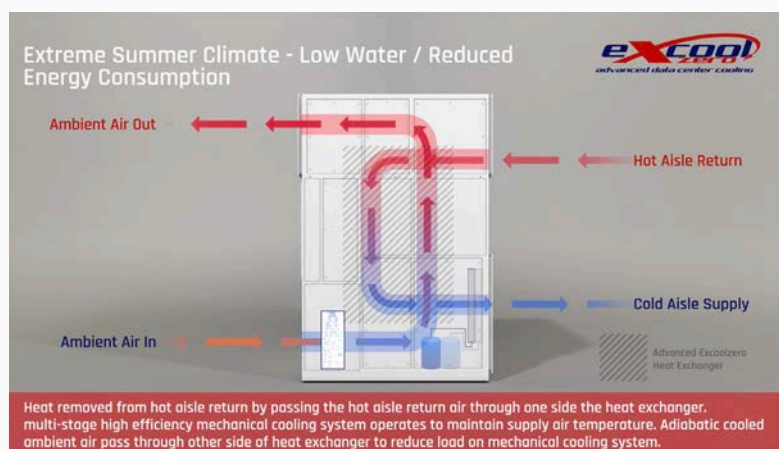 Extreme Summer Climate - Low Water / Reduced
Energy Consumption
excool
zero
advanced data center cooling
Ambient Air Out
Hot Aisle Return
Cold Aisle Supply
Ambient Air In
Advanced Excoolzero
Heat Exchanger
Heat removed from hot aisle return by passing the hot aisle return air through one side the heat exchanger.
multi-stage high efficiency mechanical cooling system operates to maintain supply air temperature. Adiabatic cooled
ambient air pass through other side of heat exchanger to reduce load on mechanical cooling system.